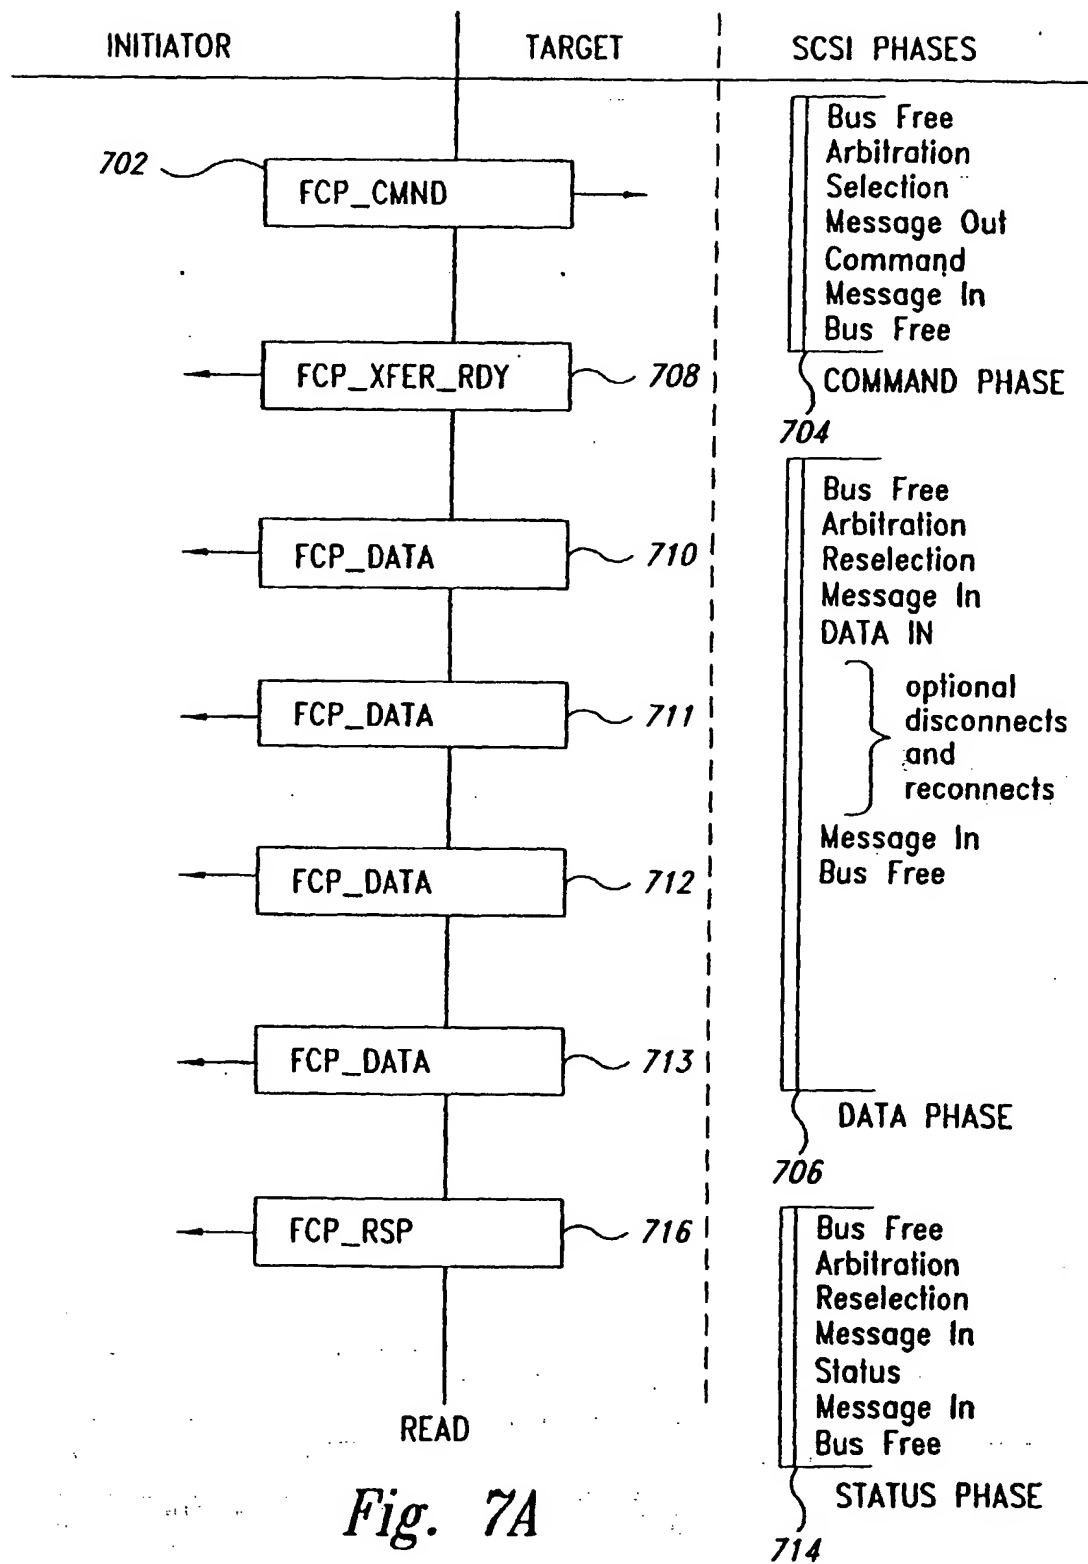 INITIATOR TARGET SCSI PHASES
702
FCP_CMND
FCP_XFER_RDY 708
FCP_DATA 710
FCP_DATA 711
FCP_DATA 712
FCP_DATA 713
FCP_RSP 716
READ
Bus Free
Arbitration
Selection
Message Out
Command
Message In
Bus Free
COMMAND PHASE
704
Bus Free
Arbitration
Reselection
Message In
DATA IN
optional
disconnects
and
reconnects
Message In
Bus Free
DATA PHASE
706
Bus Free
Arbitration
Reselection
Message In
Status
Message In
Bus Free
STATUS PHASE
714
Fig. 7A